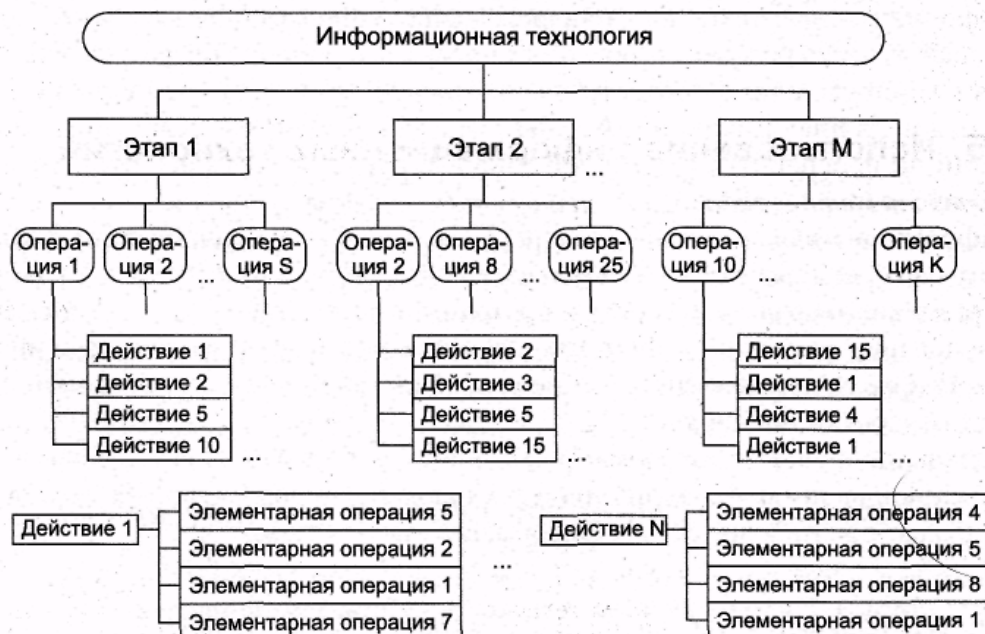 Информационная технология
Этап 1
Этап 2
...
Этап М
Опера-
ция 1
Опера-
ция 2
...
Опера-
ция S
Опера-
ция 2
Опера-
ция 8
...
Опера-
ция 25
Опера-
ция 10
...
Опера-
ция К
Действие 1
Действие 2
Действие 5
Действие 10
...
Действие 2
Действие 3
Действие 5
Действие 15
...
Действие 15
Действие 1
Действие 4
Действие 1
Действие 1
Элементарная операция 5
Элементарная операция 2
Элементарная операция 1
Элементарная операция 7
...
Действие N
Элементарная операция 4
Элементарная операция 5
Элементарная операция 8
Элементарная операция 1